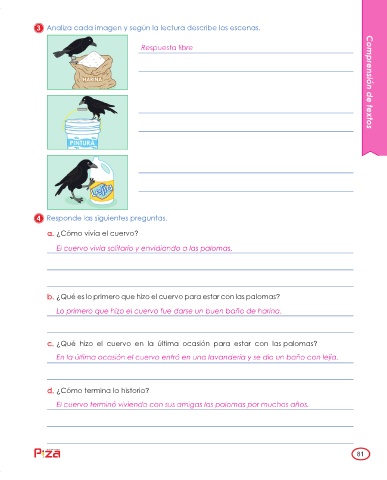 3 Analiza cada imagen y según la lectura describe las escenas.
Respuesta libre
HARINA
PINTURA
Lejía
Comprensión de textos
4 Responde las siguientes preguntas.
a. ¿Cómo vivía el cuervo?
El cuervo vivía solitario y envidiando a las palomas.
b. ¿Qué es lo primero que hizo el cuervo para estar con las palomas?
Lo primero que hizo el cuervo fue darse un buen baño de harina.
c. ¿Qué hizo el cuervo en la última ocasión para estar con las palomas?
En la última ocasión el cuervo entró en una lavandería y se dio un baño con lejía.
d. ¿Cómo termina la historia?
El cuervo terminó viviendo con sus amigas las palomas por muchos años.
PIZA
81